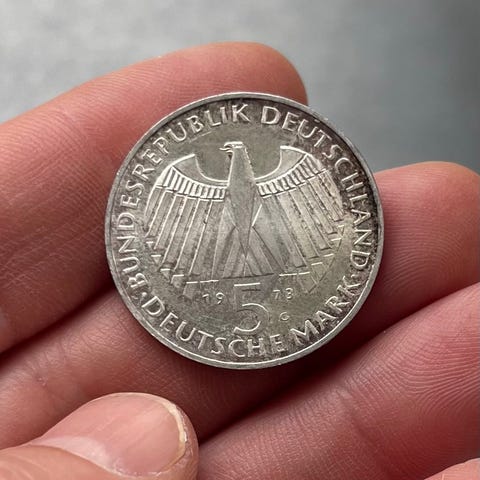 BUNDESREPUBLIK DEUTSCHLAND
19 73
5
G
DEUTSCHE MARK